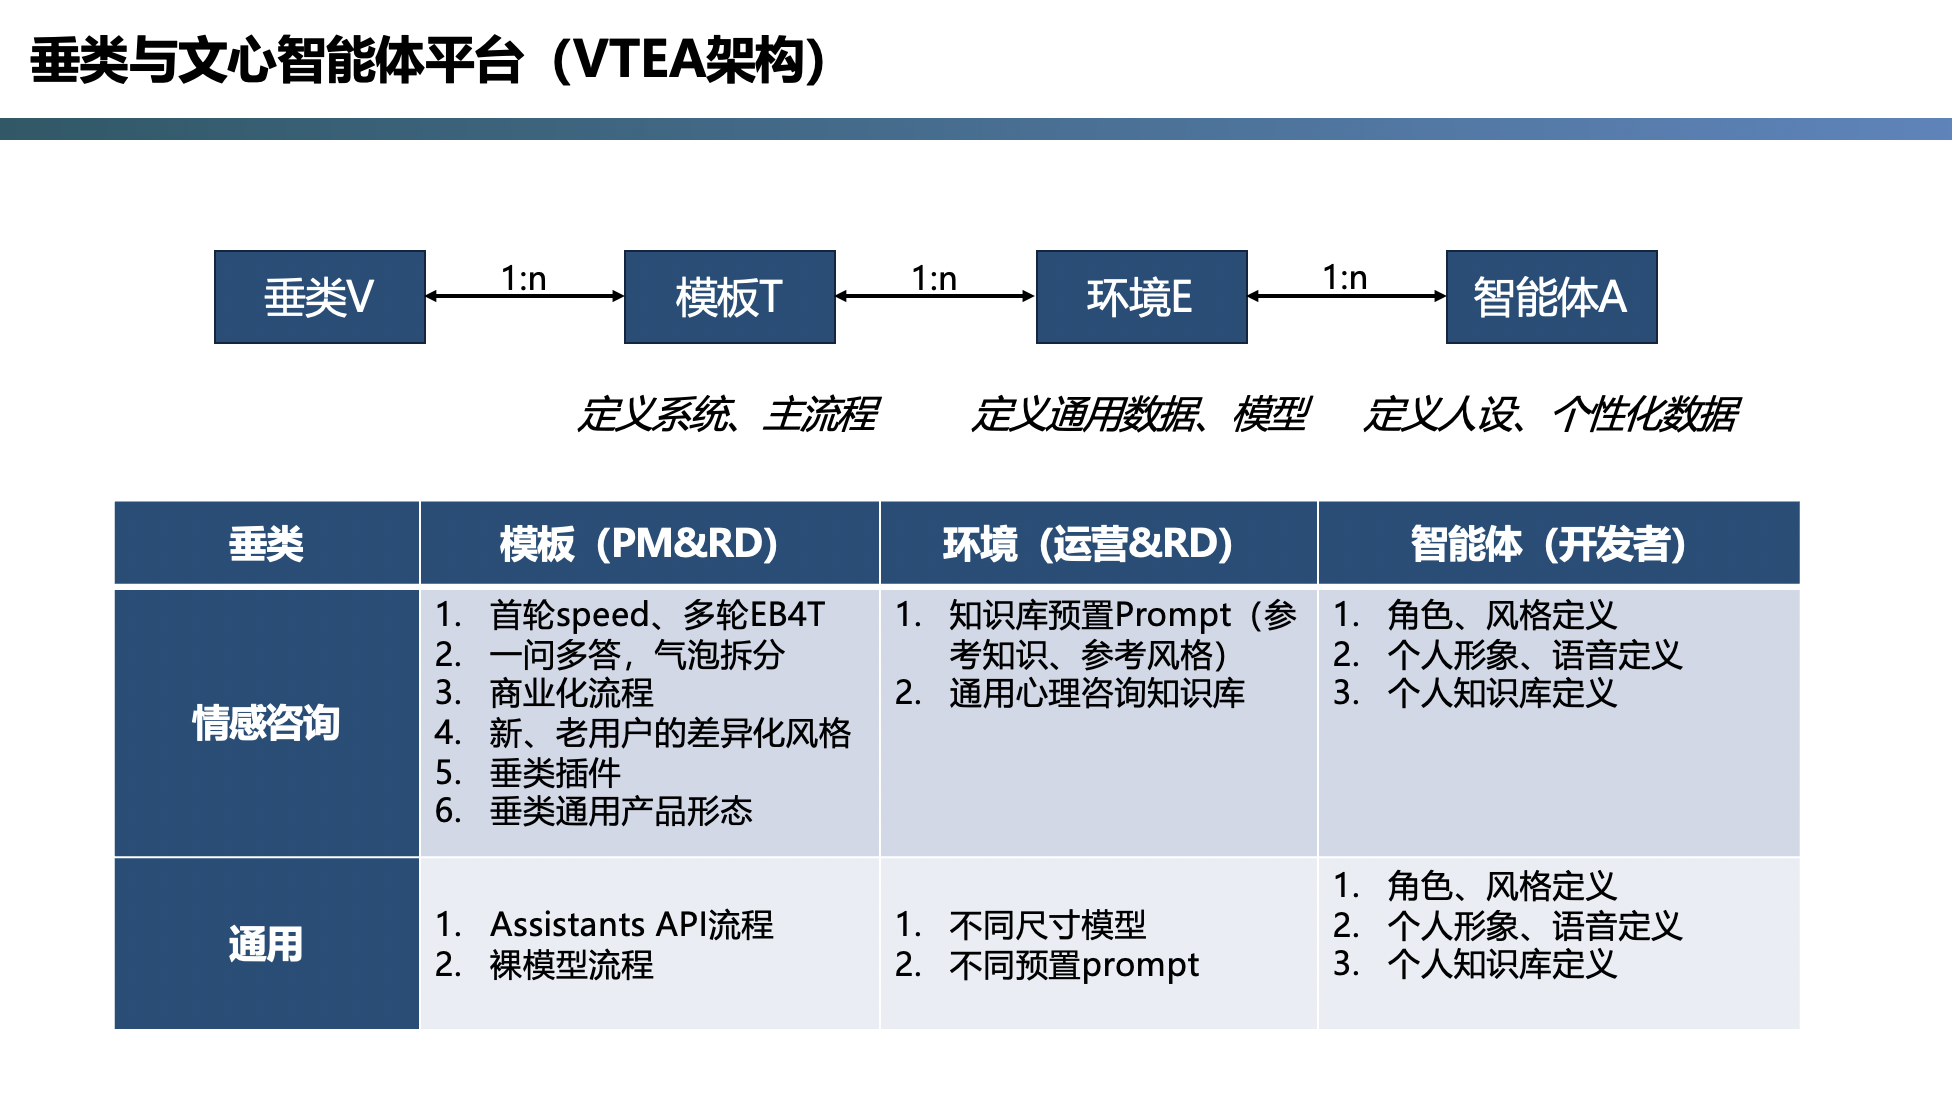 垂类与文心智能体平台（VTEA架构）
垂类V
1:n
模板T
1:n
环境E
1:n
智能体A
定义系统、主流程
定义通用数据、模型
定义人设、个性化数据
垂类
模板（PM&RD）
环境（运营&RD）
智能体（开发者）
情感咨询
1. 首轮speed、多轮EB4T
2. 一问多答，气泡拆分
3. 商业化流程
4. 新、老用户的差异化风格
5. 垂类插件
6. 垂类通用产品形态
1. 知识库预置Prompt（参
考知识、参考风格）
2. 通用心理咨询知识库
1. 角色、风格定义
2. 个人形象、语音定义
3. 个人知识库定义
通用
1. Assistants API流程
2. 裸模型流程
1. 不同尺寸模型
2. 不同预置prompt
1. 角色、风格定义
2. 个人形象、语音定义
3. 个人知识库定义